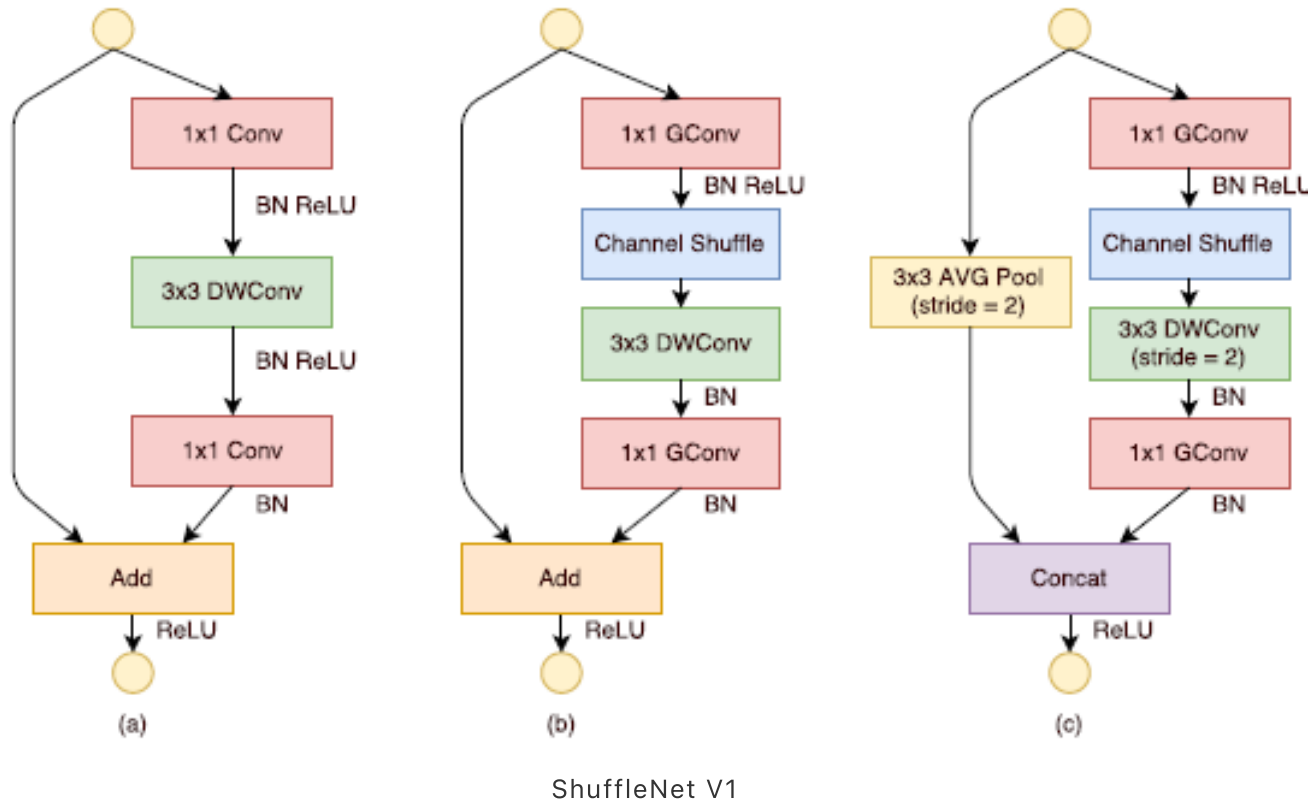 1x1 Conv
BN ReLU
3x3 DWConv
BN ReLU
1x1 Conv
BN
Add
ReLU
(a)
1x1 GConv
BN ReLU
Channel Shuffle
3x3 DWConv
BN
1x1 GConv
BN
Add
ReLU
(b)
1x1 GConv
BN ReLU
Channel Shuffle
3x3 AVG Pool
(stride = 2)
3x3 DWConv
(stride = 2)
BN
1x1 GConv
BN
Concat
ReLU
(c)
ShuffleNet V1